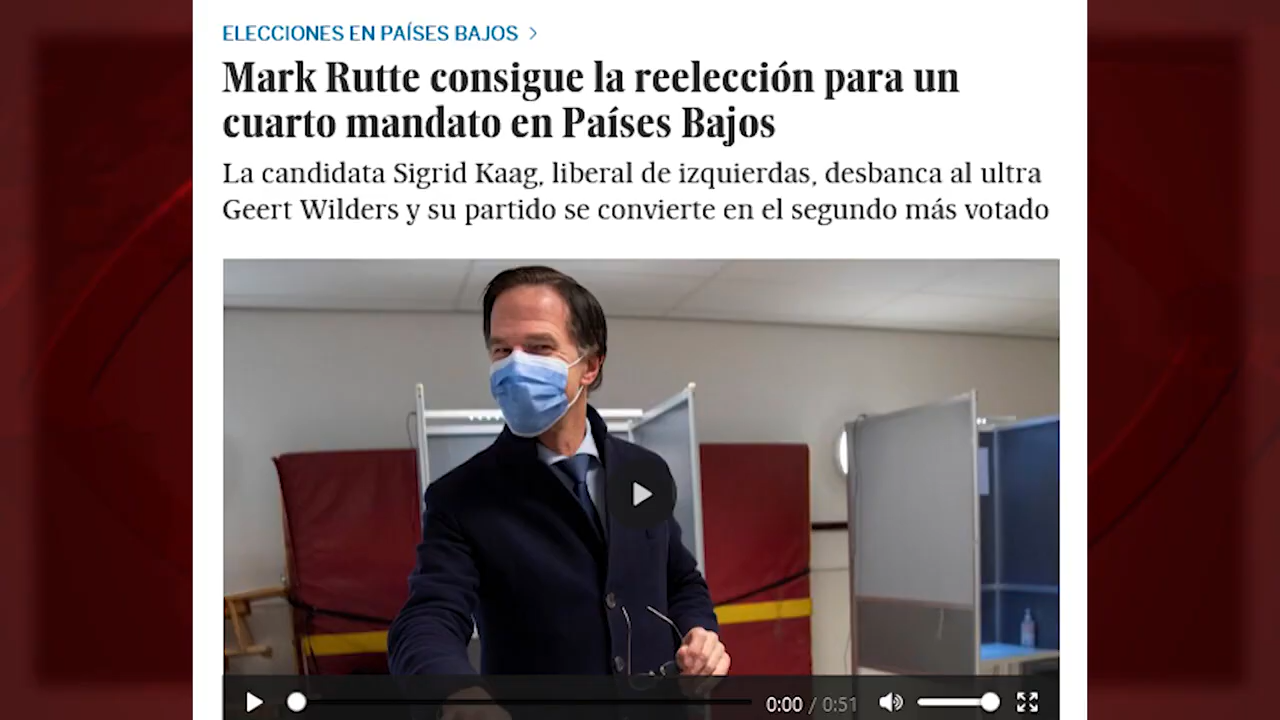 ELECCIONES EN PAÍSES BAJOS >
Mark Rutte consigue la reelección para un
cuarto mandato en Países Bajos
La candidata Sigrid Kaag, liberal de izquierdas, desbanca al ultra
Geert Wilders y su partido se convierte en el segundo más votado
0:00 / 0:51